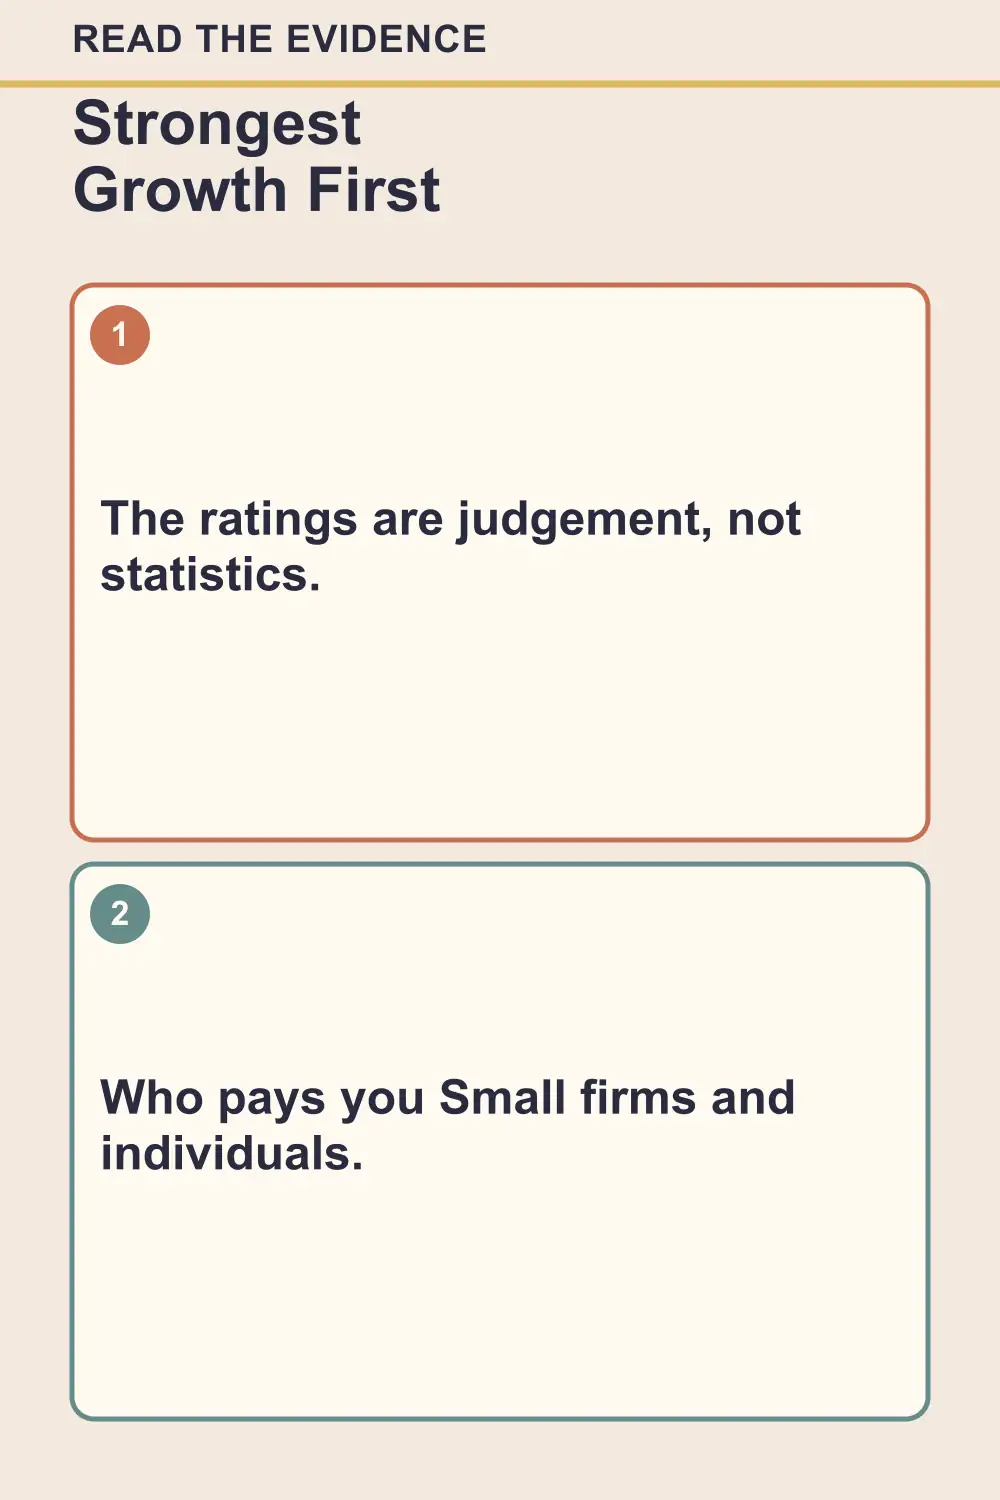 READ THE EVIDENCE
Strongest
Growth First
1
The ratings are judgement, not
statistics.
2
Who pays you Small firms and
individuals.